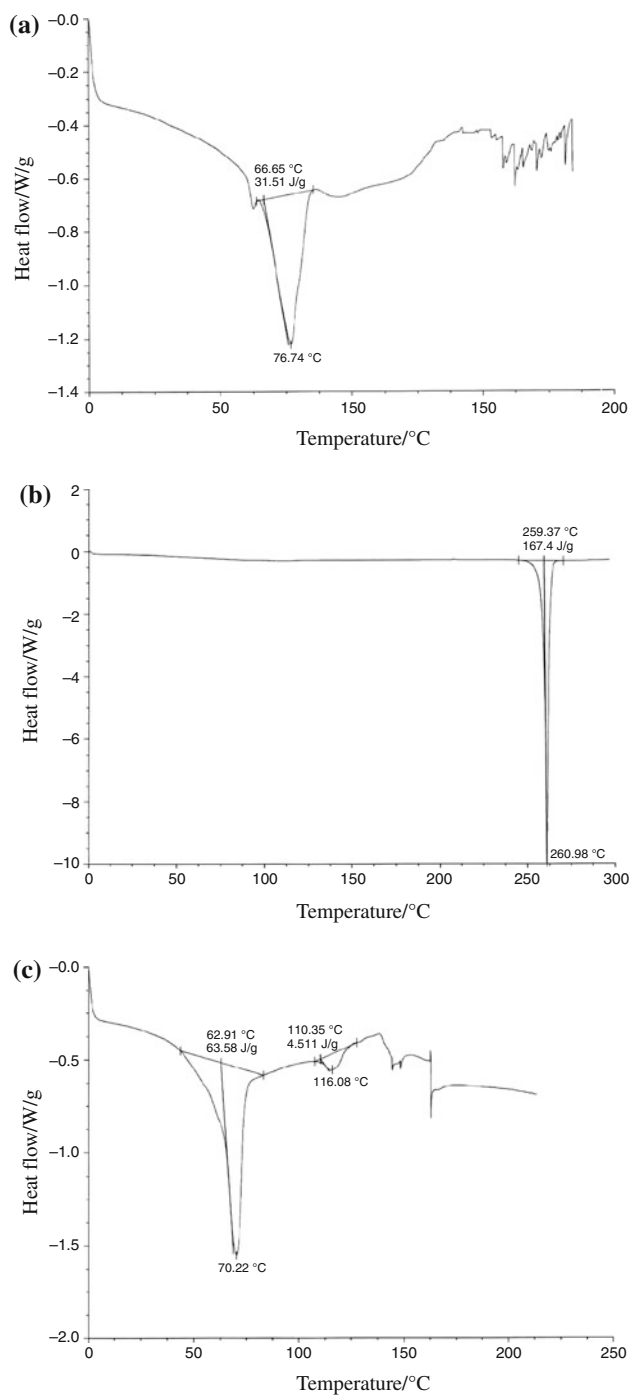 (a)
–0.0
–0.2
–0.4
–0.6
–0.8
–1.0
–1.2
–1.4
Heat flow/W/g
66.65 °C
31.51 J/g
76.74 °C
0
50
150
150
200
Temperature/°C
(b)
2
0
–2
–4
–6
–8
–10
Heat flow/W/g
259.37 °C
167.4 J/g
260.98 °C
0
50
100
150
200
250
300
Temperature/°C
(c)
–0.0
–0.5
–1.0
–1.5
–2.0
Heat flow/W/g
62.91 °C
63.58 J/g
110.35 °C
4.511 J/g
116.08 °C
70.22 °C
0
50
100
150
200
250
Temperature/°C